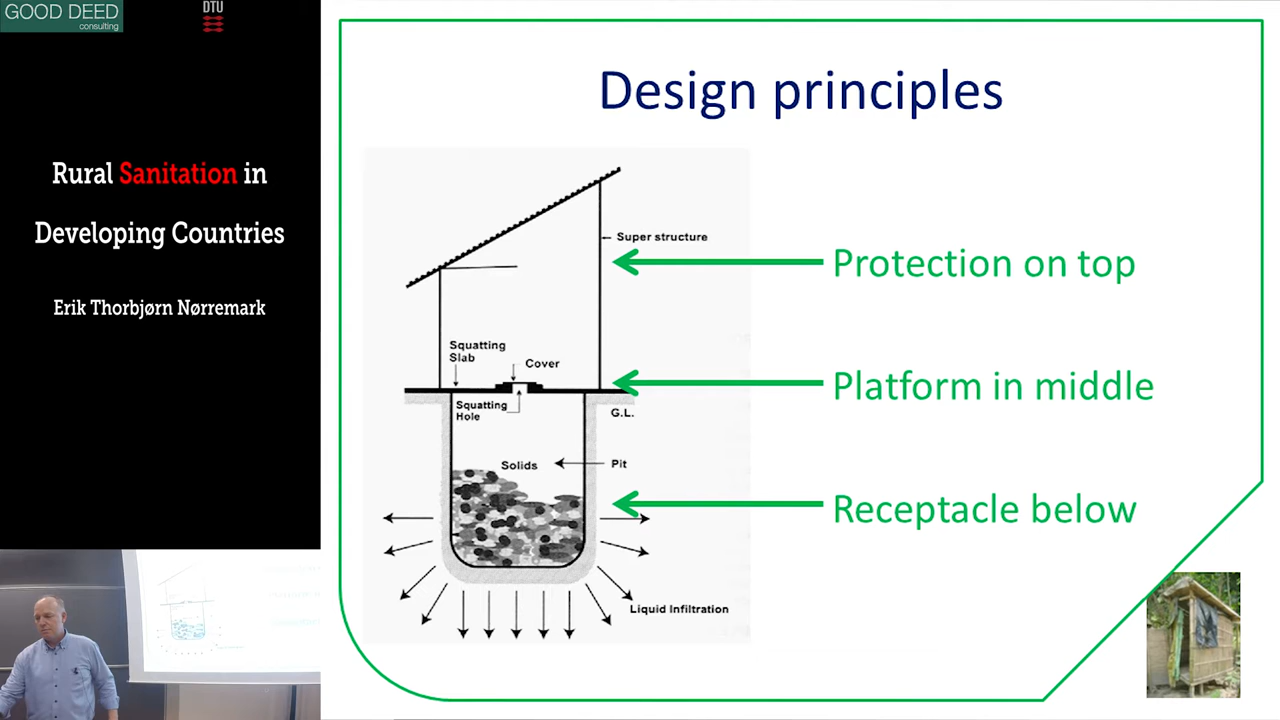 GOOD DEED
consulting
DTU
Rural Sanitation in
Developing Countries
Erik Thorbjørn Nørremark
Design principles
Super structure
Protection on top
Squatting
Slab
Cover
Platform in middle
Squatting
Hole
G.L.
Solids
Pit
Receptacle below
Liquid Infiltration